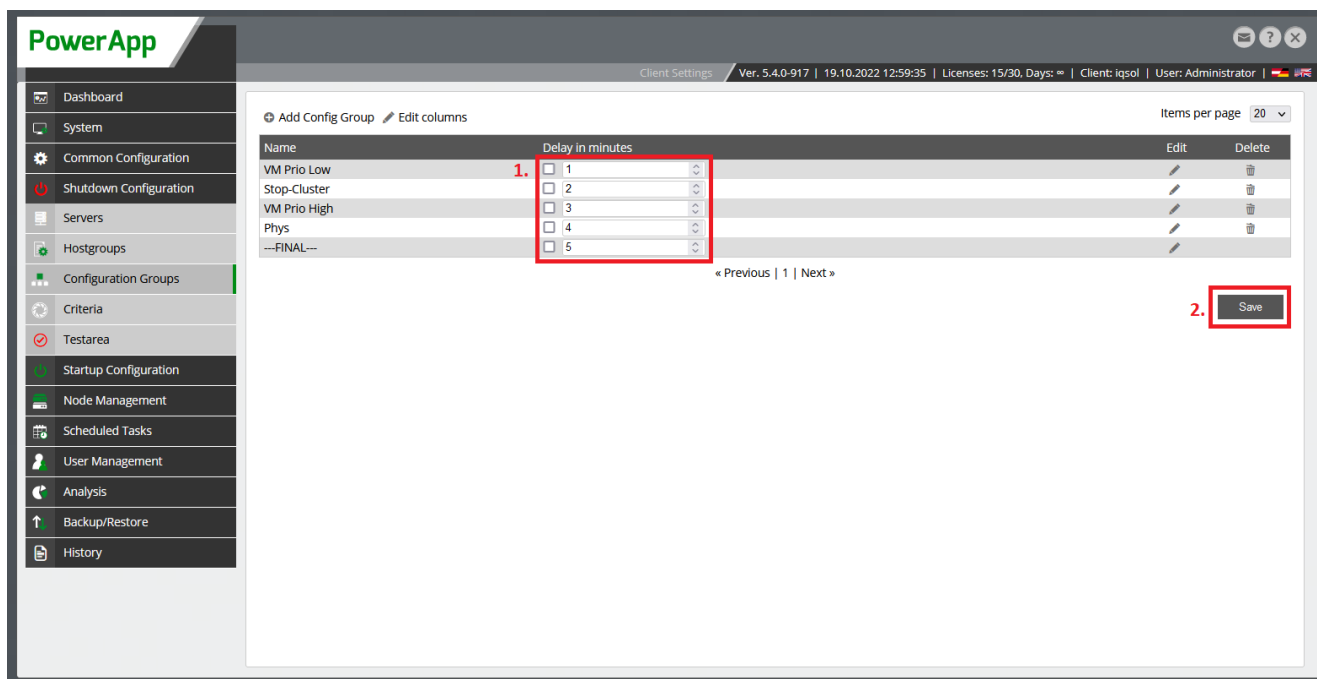 PowerApp
Client Settings
Ver. 5.4.0-917 | 19.10.2022 12:59:35 | Licenses: 15/30, Days: ∞ | Client: iqsol | User: Administrator |
Dashboard
System
Common Configuration
Shutdown Configuration
Servers
Hostgroups
Configuration Groups
Criteria
Testarea
Startup Configuration
Node Management
Scheduled Tasks
User Management
Analysis
Backup/Restore
History
Add Config Group Edit columns
Items per page 20
Name Delay in minutes Edit Delete
VM Prio Low 1. 1
Stop-Cluster 2
VM Prio High 3
Phys 4
---FINAL--- 5
« Previous | 1 | Next »
2. Save